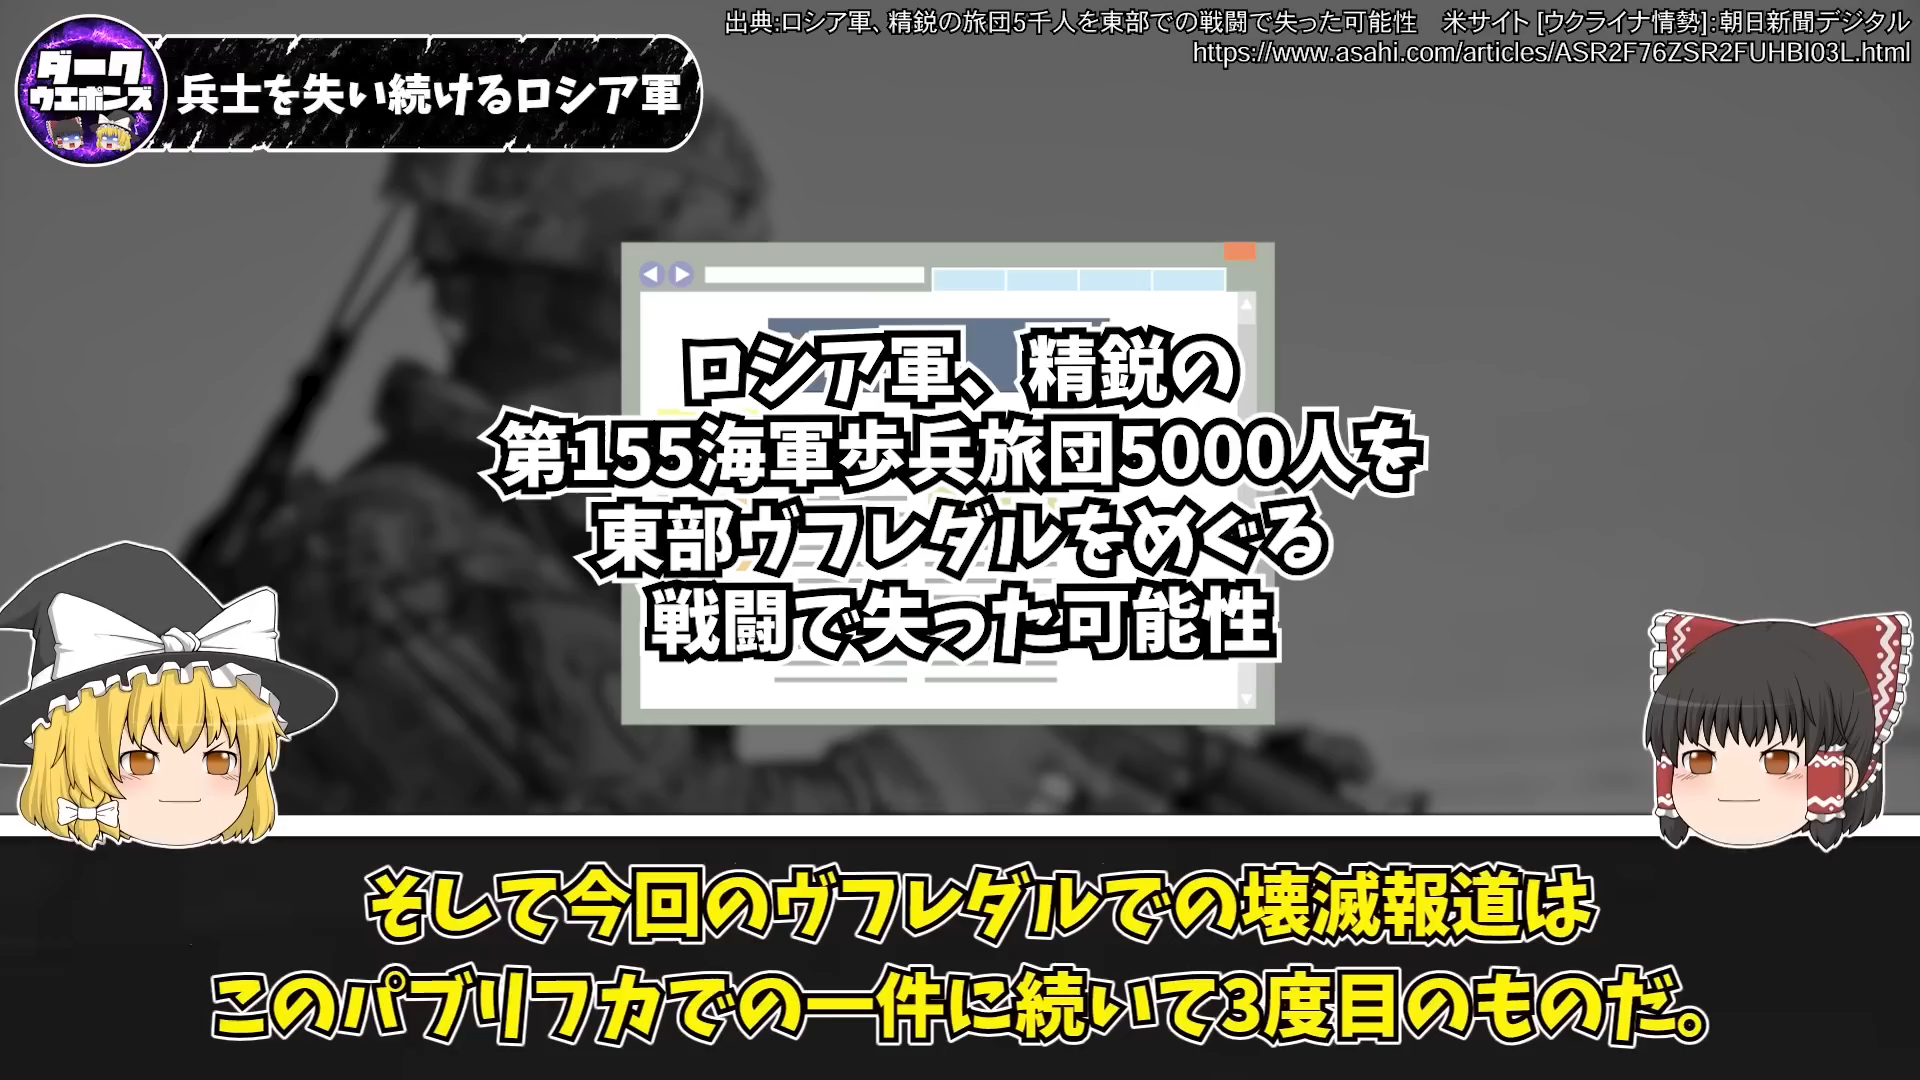 出典:ロシア軍、精鋭の旅団5千人を東部での戦闘で失った可能性　米サイト [ウクライナ情勢]:朝日新聞デジタル
https://www.asahi.com/articles/ASR2F76ZSR2FUHBI03L.html
ダーク
ウエポンズ
兵士を失い続けるロシア軍
ロシア軍、精鋭の
第155海軍歩兵旅団5000人を
東部ヴフレダルをめぐる
戦闘で失った可能性
そして今回のヴフレダルでの壊滅報道は
このパブリフカでの一件に続いて3度目のものだ。